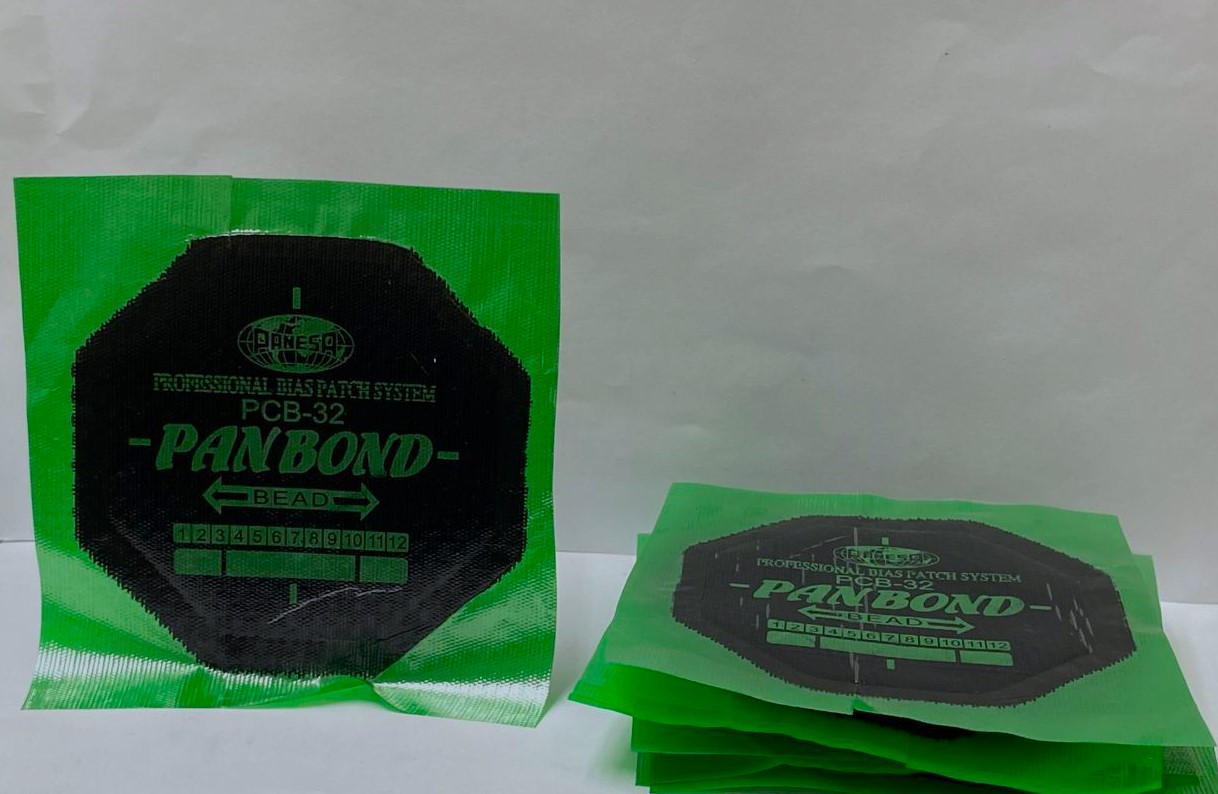 PANESA
PROFESSIONAL BIAS PATCH SYSTEM
PCB-32
-PAN BOND-
BEAD
1 2 3 4 5 6 7 8 9 10 11 12
PANESA
PROFESSIONAL BIAS PATCH SYSTEM
PCB-32
-PAN BOND-
BEAD
1 2 3 4 5 6 7 8 9 10 11 12